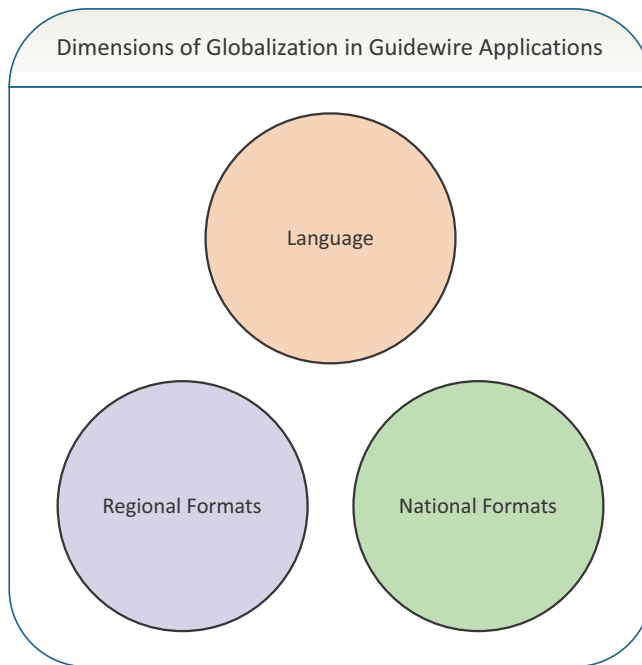 Dimensions of Globalization in Guidewire Applications
Language
Regional Formats
National Formats